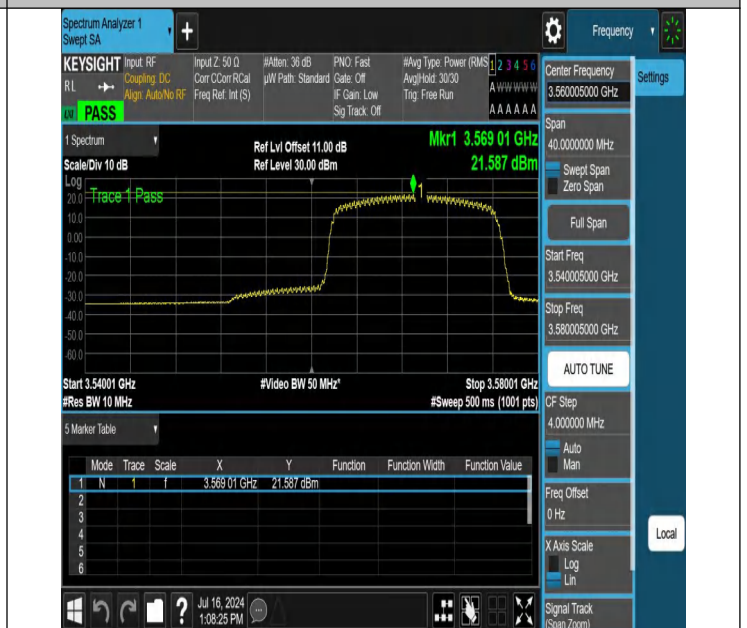 Spectrum Analyzer 1
Swept SA
+
Frequency
KEYSIGHT
RL
PASS
Input: RF
Coupling: DC
Align: Auto/No RF
Input Z: 50 Ω
Corr CCorr RCal
Freq Ref: Int (S)
#Atten: 36 dB
µW Path: Standard
PNO: Fast
Gate: Off
IF Gain: Low
Sig Track: Off
#Avg Type: Power (RMS
Avg|Hold: 30/30
Trig: Free Run
1 2 3 4 5 6
A W W W W W
A A A A A A
1 Spectrum
Scale/Div 10 dB
Ref Lvl Offset 11.00 dB
Ref Level 30.00 dBm
Mkr1 3.569 01 GHz
21.587 dBm
Log
Trace 1 Pass
1
20.0
10.0
0.00
-10.0
-20.0
-30.0
-40.0
-50.0
-60.0
Start 3.54001 GHz
#Res BW 10 MHz
#Video BW 50 MHz*
Stop 3.58001 GHz
#Sweep 500 ms (1001 pts)
5 Marker Table
Mode Trace Scale X Y Function Function Width Function Value
1 N 1 f 3.569 01 GHz 21.587 dBm
2
3
4
5
6
Jul 16, 2024
1:08:25 PM
Center Frequency
3.560005000 GHz
Settings
Span
40.0000000 MHz
Swept Span
Zero Span
Full Span
Start Freq
3.540005000 GHz
Stop Freq
3.580005000 GHz
AUTO TUNE
CF Step
4.000000 MHz
Auto
Man
Freq Offset
0 Hz
Local
X Axis Scale
Log
Lin
Signal Track
(Span Zoom)